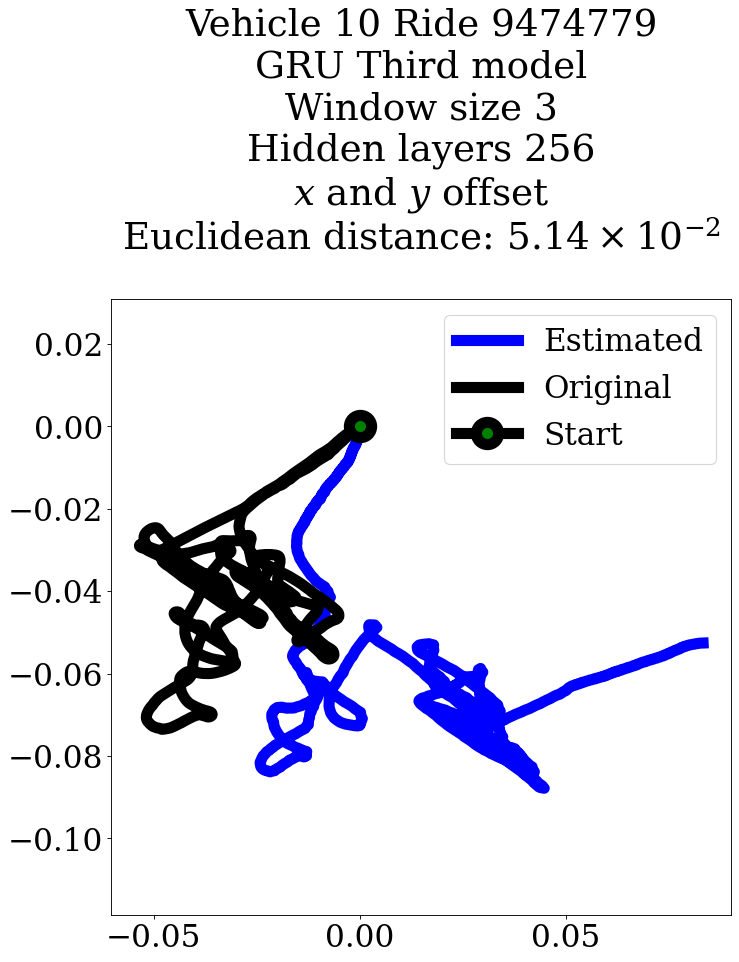 Vehicle 10 Ride 9474779
GRU Third model
Window size 3
Hidden layers 256
x and y offset
Euclidean distance: 5.14 × 10⁻²
Estimated
Original
Start
0.02
0.00
−0.02
−0.04
−0.06
−0.08
−0.10
−0.05 0.00 0.05